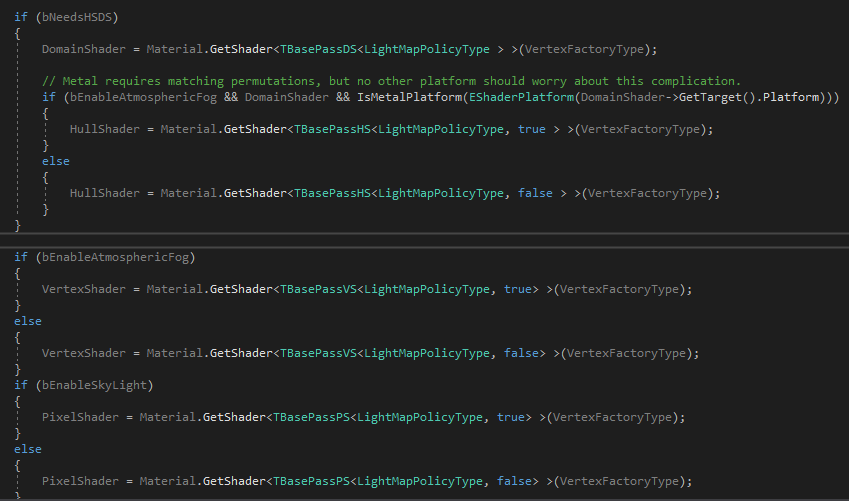 if (bNeedsHSDS)
{
DomainShader = Material.GetShader<TBasePassDS<LightMapPolicyType > >(VertexFactoryType);
// Metal requires matching permutations, but no other platform should worry about this complication.
if (bEnableAtmosphericFog && DomainShader && IsMetalPlatform(EShaderPlatform(DomainShader->GetTarget().Platform)))
{
HullShader = Material.GetShader<TBasePassHS<LightMapPolicyType, true > >(VertexFactoryType);
}
else
{
HullShader = Material.GetShader<TBasePassHS<LightMapPolicyType, false > >(VertexFactoryType);
}
}
if (bEnableAtmosphericFog)
{
VertexShader = Material.GetShader<TBasePassVS<LightMapPolicyType, true> >(VertexFactoryType);
}
else
{
VertexShader = Material.GetShader<TBasePassVS<LightMapPolicyType, false> >(VertexFactoryType);
}
if (bEnableSkyLight)
{
PixelShader = Material.GetShader<TBasePassPS<LightMapPolicyType, true> >(VertexFactoryType);
}
else
{
PixelShader = Material.GetShader<TBasePassPS<LightMapPolicyType, false> >(VertexFactoryType);
}